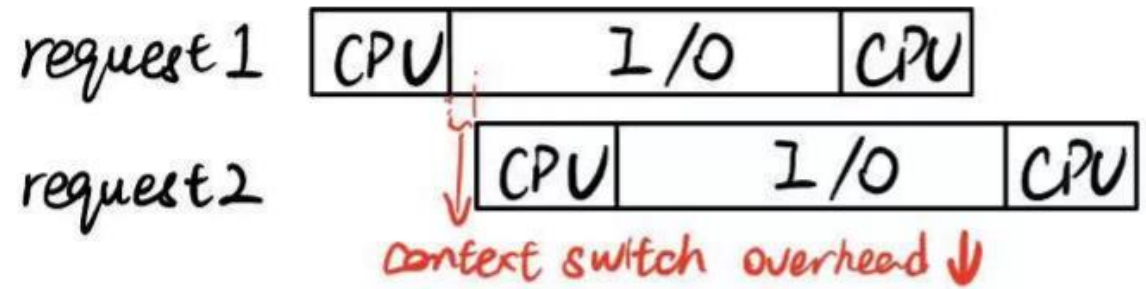 request 1 CPU I/O CPU
request 2 CPU I/O CPU
context switch overhead ↓